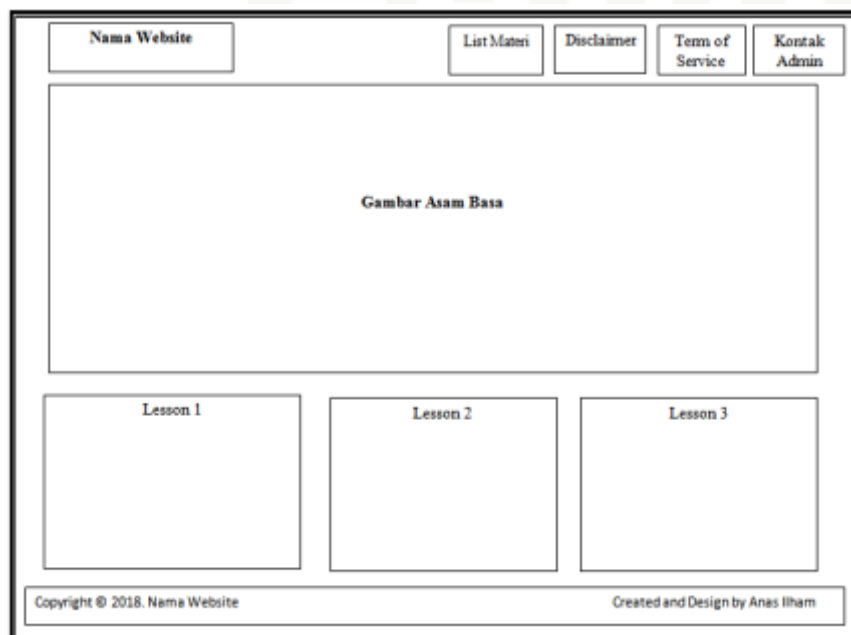 Nama Website
List Materi
Disclaimer
Term of
Service
Kontak
Admin
Gambar Asam Basa
Lesson 1
Lesson 2
Lesson 3
Copyright © 2018. Nama Website
Created and Design by Anas Ilham